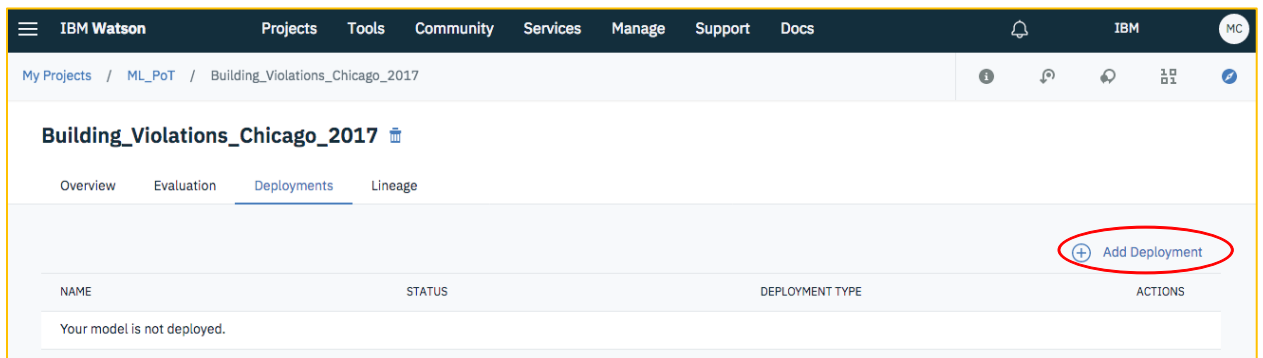 IBM Watson Projects Tools Community Services Manage Support Docs IBM MC
My Projects / ML_PoT / Building_Violations_Chicago_2017
Building_Violations_Chicago_2017
Overview Evaluation Deployments Lineage
Add Deployment
NAME STATUS DEPLOYMENT TYPE ACTIONS
Your model is not deployed.